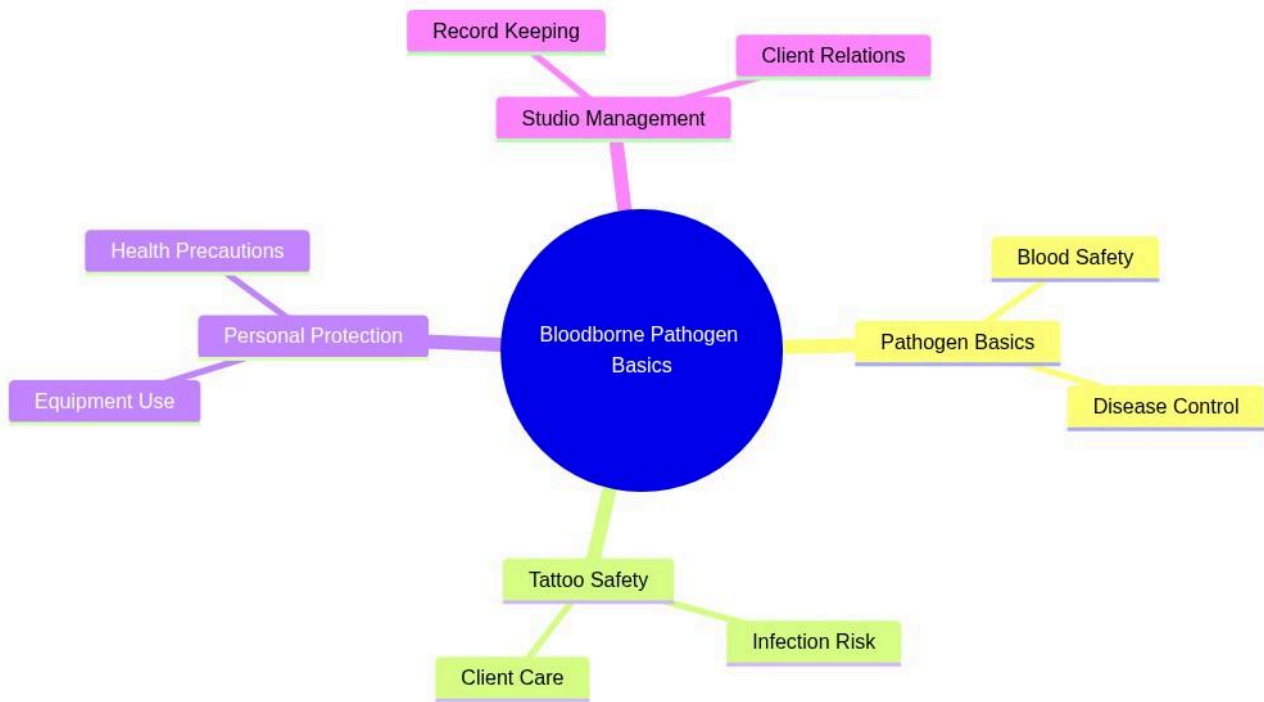 Record Keeping
Client Relations
Studio Management
Health Precautions
Blood Safety
Personal Protection
Bloodborne Pathogen
Basics
Pathogen Basics
Equipment Use
Disease Control
Tattoo Safety
Infection Risk
Client Care